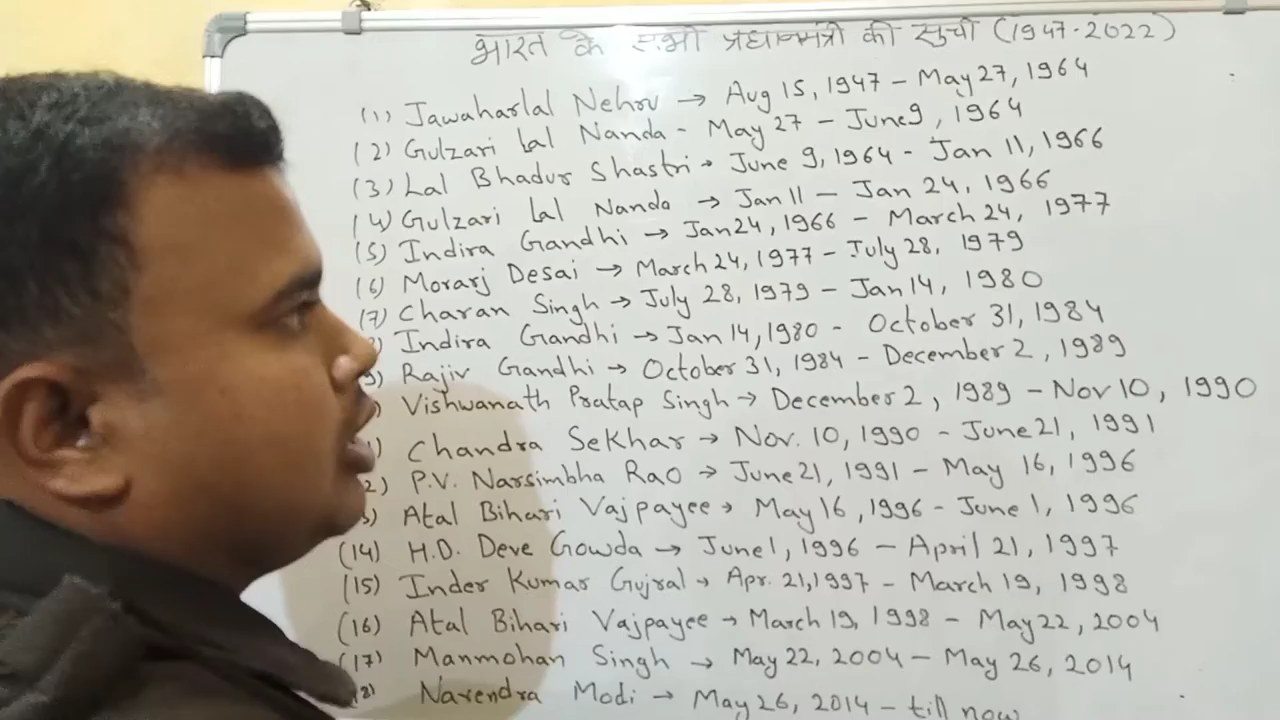 भारत के सभी प्रधानमंत्री की सुची (1947-2022)
(1) Jawaharlal Nehru → Aug 15, 1947 – May 27, 1964
(2) Gulzari Lal Nanda - May 27 – June 9, 1964
(3) Lal Bhadur Shastri → June 9, 1964 - Jan 11, 1966
(4) Gulzari Lal Nanda → Jan 11 – Jan 24, 1966
(5) Indira Gandhi → Jan 24, 1966 – March 24, 1977
(6) Morarj Desai → March 24, 1977 – July 28, 1979
(7) Charan Singh → July 28, 1979 – Jan 14, 1980
8) Indira Gandhi → Jan 14, 1980 - October 31, 1984
9) Rajiv Gandhi → October 31, 1984 – December 2, 1989
) Vishwanath Pratap Singh → December 2, 1989 – Nov 10, 1990
1) Chandra Sekhar → Nov. 10, 1990 - June 21, 1991
2) P.V. Narsimbha Rao → June 21, 1991 – May 16, 1996
3) Atal Bihari Vajpayee → May 16, 1996 - June 1, 1996
(14) H.D. Deve Gowda → June 1, 1996 – April 21, 1997
(15) Inder Kumar Gujral → Apr. 21, 1997 – March 19, 1998
(16) Atal Bihari Vajpayee → March 19, 1998 – May 22, 2004
(17) Manmohan Singh → May 22, 2004 – May 26, 2014
18) Narendra Modi → May 26, 2014 – till now